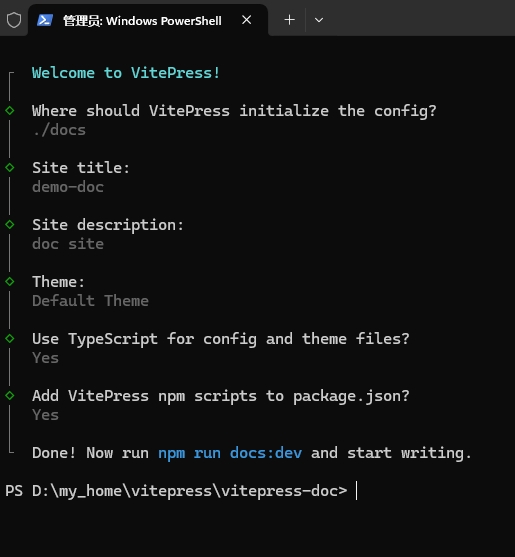 管理员: Windows PowerShell
Welcome to VitePress!
Where should VitePress initialize the config?
./docs
Site title:
demo-doc
Site description:
doc site
Theme:
Default Theme
Use TypeScript for config and theme files?
Yes
Add VitePress npm scripts to package.json?
Yes
Done! Now run npm run docs:dev and start writing.
PS D:\my_home\vitepress\vitepress-doc>